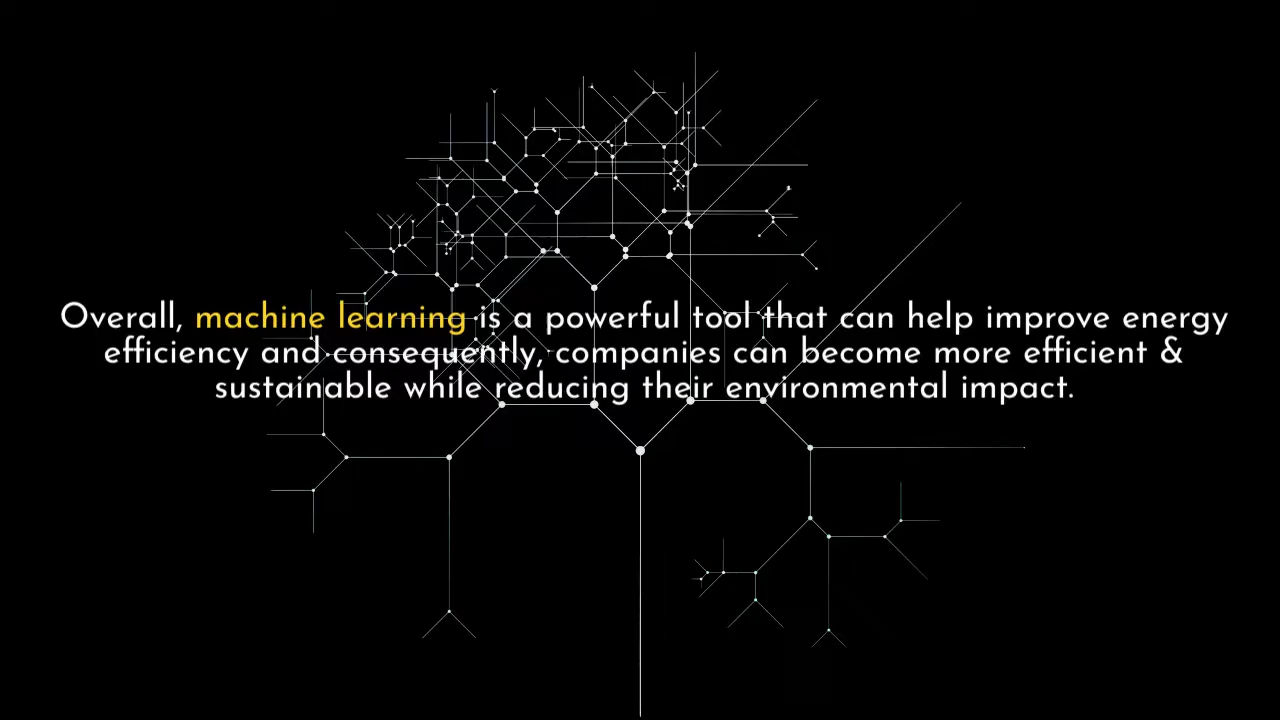 Overall, machine learning is a powerful tool that can help improve energy
efficiency and consequently, companies can become more efficient &
sustainable while reducing their environmental impact.